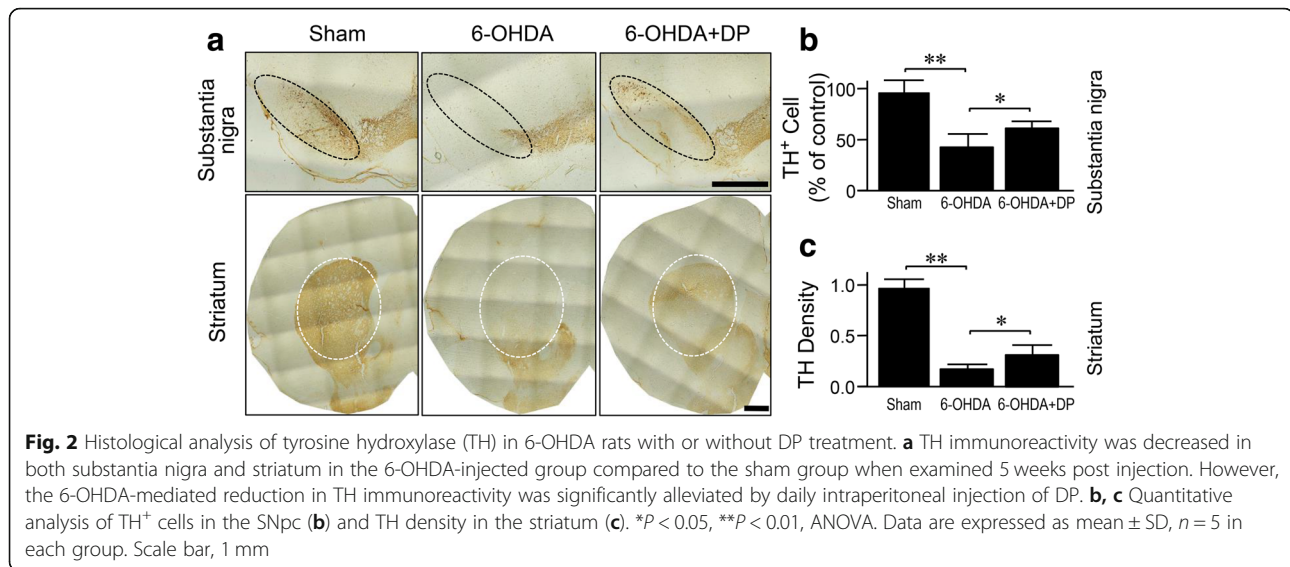 a
Sham
6-OHDA
6-OHDA+DP
Substantia
nigra
Striatum
b
TH⁺ Cell
(% of control)
100
50
0
**
*
Sham
6-OHDA
6-OHDA+DP
Substantia nigra
c
TH Density
1.0
0.5
0.0
**
*
Sham
6-OHDA
6-OHDA+DP
Striatum
Fig. 2 Histological analysis of tyrosine hydroxylase (TH) in 6-OHDA rats with or without DP treatment. a TH immunoreactivity was decreased in
both substantia nigra and striatum in the 6-OHDA-injected group compared to the sham group when examined 5 weeks post injection. However,
the 6-OHDA-mediated reduction in TH immunoreactivity was significantly alleviated by daily intraperitoneal injection of DP. b, c Quantitative
analysis of TH⁺ cells in the SNpc (b) and TH density in the striatum (c). *P < 0.05, **P < 0.01, ANOVA. Data are expressed as mean ± SD, n = 5 in
each group. Scale bar, 1 mm